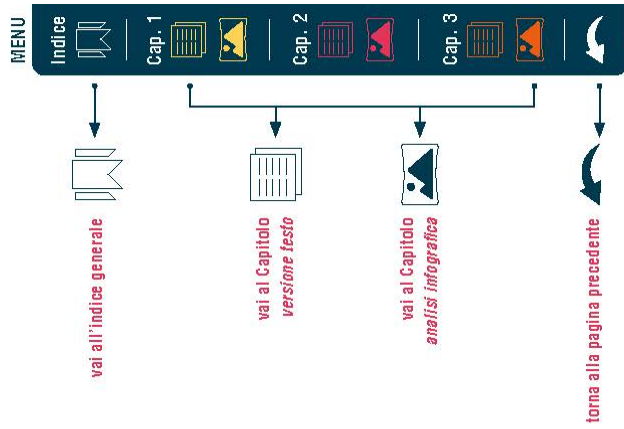 MENU
Indice
Cap. 1
Cap. 2
Cap. 3
vai all'indice generale
vai al Capitolo
versione testo
vai al Capitolo
analisi infografica
torna alla pagina precedente